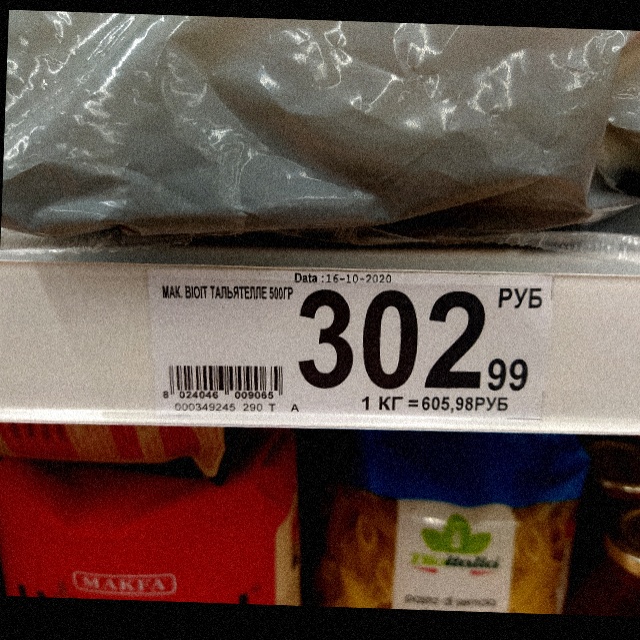 Data :16-10-2020
МАК. BIOIT ТАЛЬЯТЕЛЛЕ 500ГР
302 99 РУБ
8 024046 009065
000349245 290 T A
1 КГ =605,98РУБ
МАКFА